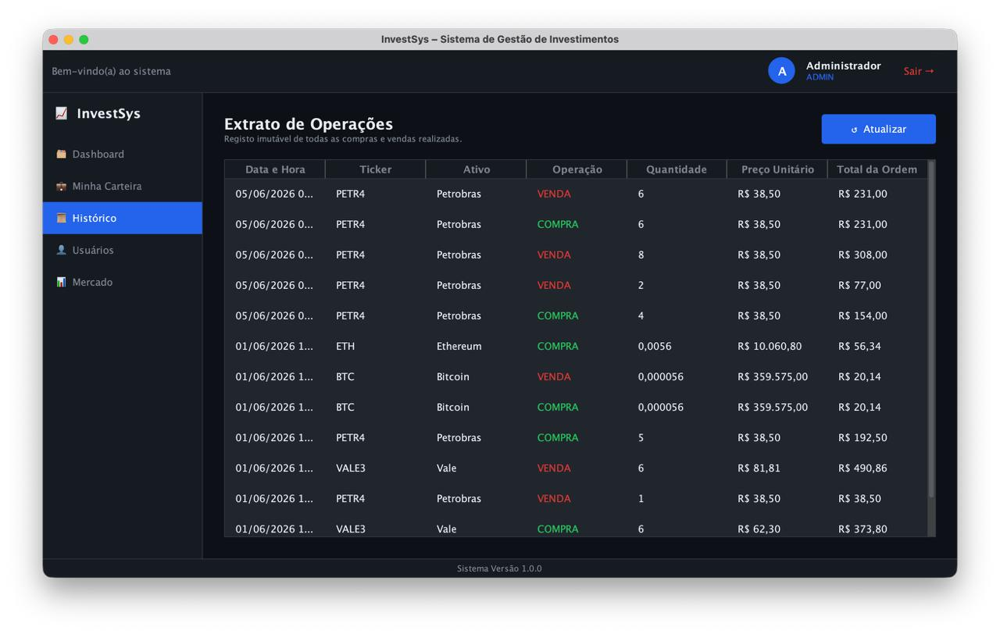 InvestSys – Sistema de Gestão de Investimentos
Bem-vindo(a) ao sistema
A
Administrador
ADMIN
Sair →
InvestSys
Dashboard
Minha Carteira
Histórico
Usuários
Mercado
Extrato de Operações
Registo imutável de todas as compras e vendas realizadas.
↺ Atualizar
Data e Hora Ticker Ativo Operação Quantidade Preço Unitário Total da Ordem
05/06/2026 0... PETR4 Petrobras VENDA 6 R$ 38,50 R$ 231,00
05/06/2026 0... PETR4 Petrobras COMPRA 6 R$ 38,50 R$ 231,00
05/06/2026 0... PETR4 Petrobras VENDA 8 R$ 38,50 R$ 308,00
05/06/2026 0... PETR4 Petrobras VENDA 2 R$ 38,50 R$ 77,00
05/06/2026 0... PETR4 Petrobras COMPRA 4 R$ 38,50 R$ 154,00
01/06/2026 1... ETH Ethereum COMPRA 0,0056 R$ 10.060,80 R$ 56,34
01/06/2026 1... BTC Bitcoin VENDA 0,000056 R$ 359.575,00 R$ 20,14
01/06/2026 1... BTC Bitcoin COMPRA 0,000056 R$ 359.575,00 R$ 20,14
01/06/2026 1... PETR4 Petrobras COMPRA 5 R$ 38,50 R$ 192,50
01/06/2026 1... VALE3 Vale VENDA 6 R$ 81,81 R$ 490,86
01/06/2026 1... PETR4 Petrobras VENDA 1 R$ 38,50 R$ 38,50
01/06/2026 1... VALE3 Vale COMPRA 6 R$ 62,30 R$ 373,80
Sistema Versão 1.0.0